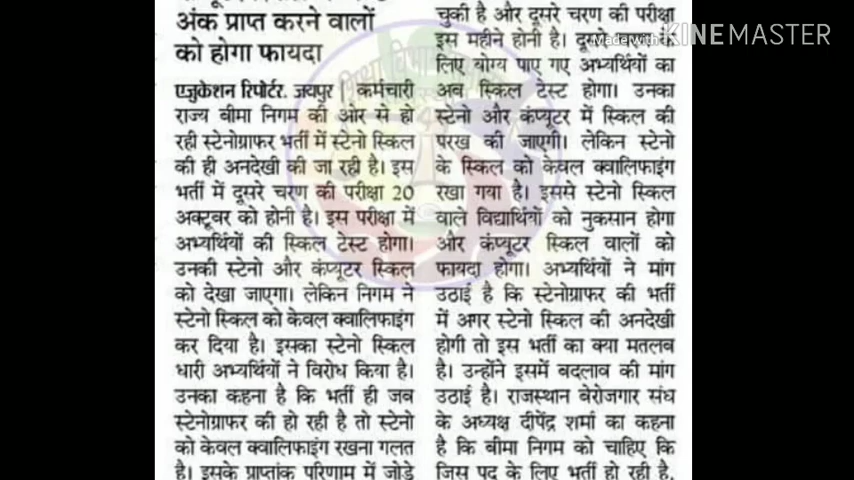 अंक प्राप्त करने वालों
को होगा फायदा
एजुकेशन रिपोर्टर. जयपुर | कर्मचारी
राज्य बीमा निगम की ओर से हो
रही स्टेनोग्राफर भर्ती में स्टेनो स्किल
की ही अनदेखी की जा रही है। इस
भर्ती में दूसरे चरण की परीक्षा 20
अक्टूबर को होनी है। इस परीक्षा में
अभ्यर्थियों की स्किल टेस्ट होगा।
उनकी स्टेनो और कंप्यूटर स्किल
को देखा जाएगा। लेकिन निगम ने
स्टेनो स्किल को केवल क्वालिफाइंग
कर दिया है। इसका स्टेनो स्किल
धारी अभ्यर्थियों ने विरोध किया है।
उनका कहना है कि भर्ती ही जब
स्टेनोग्राफर की हो रही है तो स्टेनो
को केवल क्वालिफाइंग रखना गलत
है। इसके प्राप्तांक परिणाम में जोड़े
चुकी है और दूसरे चरण की परीक्षा
इस महीने होनी है। दूसरे
लिए योग्य पाए गए अभ्यर्थियों का
अब स्किल टेस्ट होगा। उनका
स्टेनो और कंप्यूटर में स्किल की
परख की जाएगी। लेकिन स्टेनो
के स्किल को केवल क्वालिफाइंग
रखा गया है। इससे स्टेनो स्किल
वाले विद्यार्थियों को नुकसान होगा
और कंप्यूटर स्किल वालों को
फायदा होगा। अभ्यर्थियों ने मांग
उठाई है कि स्टेनोग्राफर की भर्ती
में अगर स्टेनो स्किल की अनदेखी
होगी तो इस भर्ती का क्या मतलब
है। उन्होंने इसमें बदलाव की मांग
उठाई है। राजस्थान बेरोजगार संघ
के अध्यक्ष दीपेंद्र शर्मा का कहना
है कि बीमा निगम को चाहिए कि
जिस पद के लिए भर्ती हो रही है,
KINEMASTER